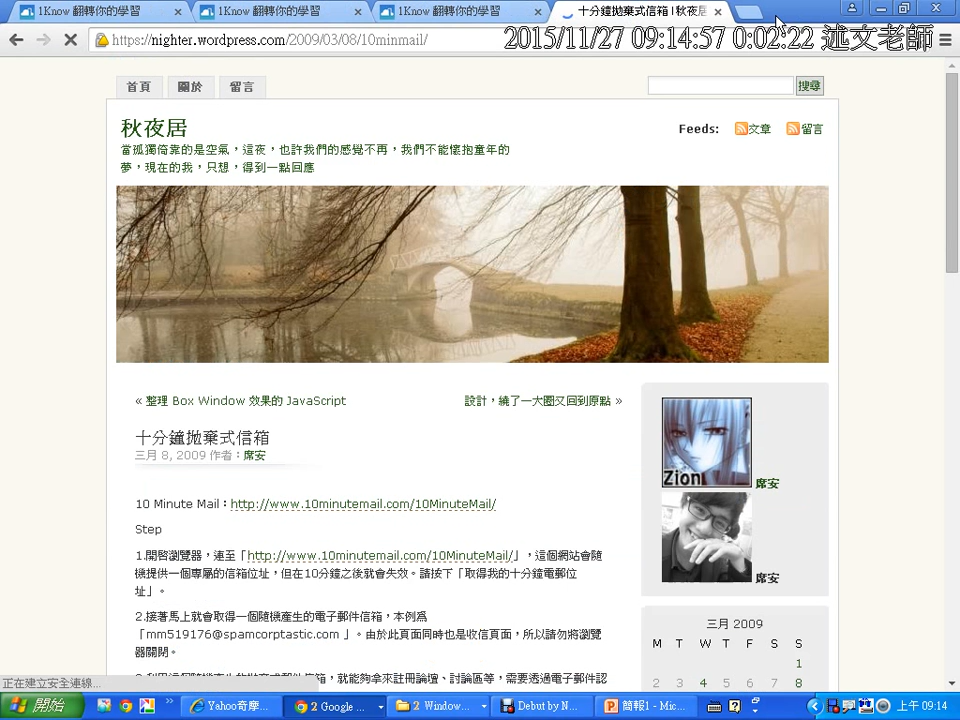 1Know 翻轉你的學習
1Know 翻轉你的學習
1Know 翻轉你的學習
十分鐘拋棄式信箱 | 秋夜居
https://nighter.wordpress.com/2009/03/08/10minmail/
2015/11/27 09:14:57 0:02:22 述文老師
首頁
關於
留言
搜尋
秋夜居
當孤獨倚靠的是空氣，這夜，也許我們的感覺不再，我們不能懷抱童年的
夢，現在的我，只想，得到一點回應
Feeds:
文章
留言
« 整理 Box Window 效果的 JavaScript
設計，繞了一大圈又回到原點 »
十分鐘拋棄式信箱
三月 8, 2009 作者：席安
10 Minute Mail：http://www.10minutemail.com/10MinuteMail/
Step
1.開啓瀏覽器，連至「http://www.10minutemail.com/10MinuteMail/」，這個網站會隨
機提供一個專屬的信箱位址，但在10分鐘之後就會失效。請按下「取得我的十分鐘電郵位
址」。
2.接著馬上就會取得一個隨機產生的電子郵件信箱，本例爲
「mm519176@spamcorptastic.com 」。由於此頁面同時也是收信頁面，所以請勿將瀏覽
器關閉。
Zion
席安
席安
三月 2009
M T W T F S S
1
2 3 4 5 6 7 8
正在建立安全連線...
開始
Yahoo奇摩...
2 Google ...
2 Window...
Debut by N...
簡報1 - Mic...
上午 09:14